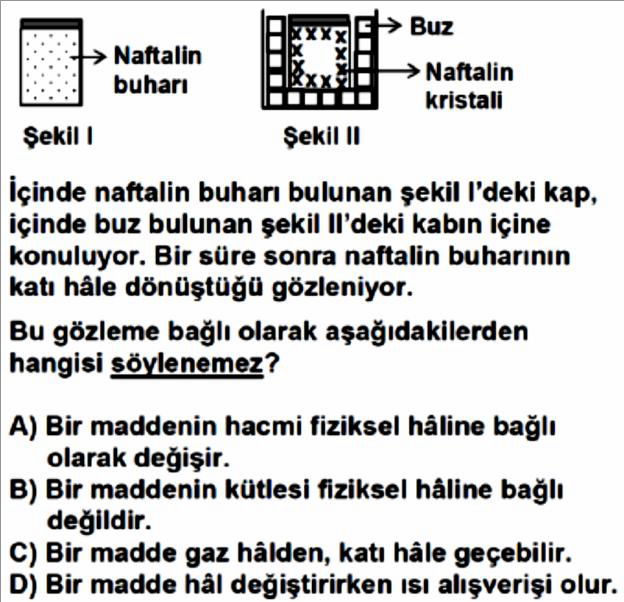 Buz
Naftalin
buharı
Naftalin
kristali
Şekil I
Şekil II
İçinde naftalin buharı bulunan şekil I'deki kap,
içinde buz bulunan şekil II'deki kabın içine
konuluyor. Bir süre sonra naftalin buharının
katı hâle dönüştüğü gözleniyor.
Bu gözleme bağlı olarak aşağıdakilerden
hangisi söylenemez?
A) Bir maddenin hacmi fiziksel hâline bağlı
olarak değişir.
B) Bir maddenin kütlesi fiziksel hâline bağlı
değildir.
C) Bir madde gaz hâlden, katı hâle geçebilir.
D) Bir madde hâl değiştirirken ısı alışverişi olur.